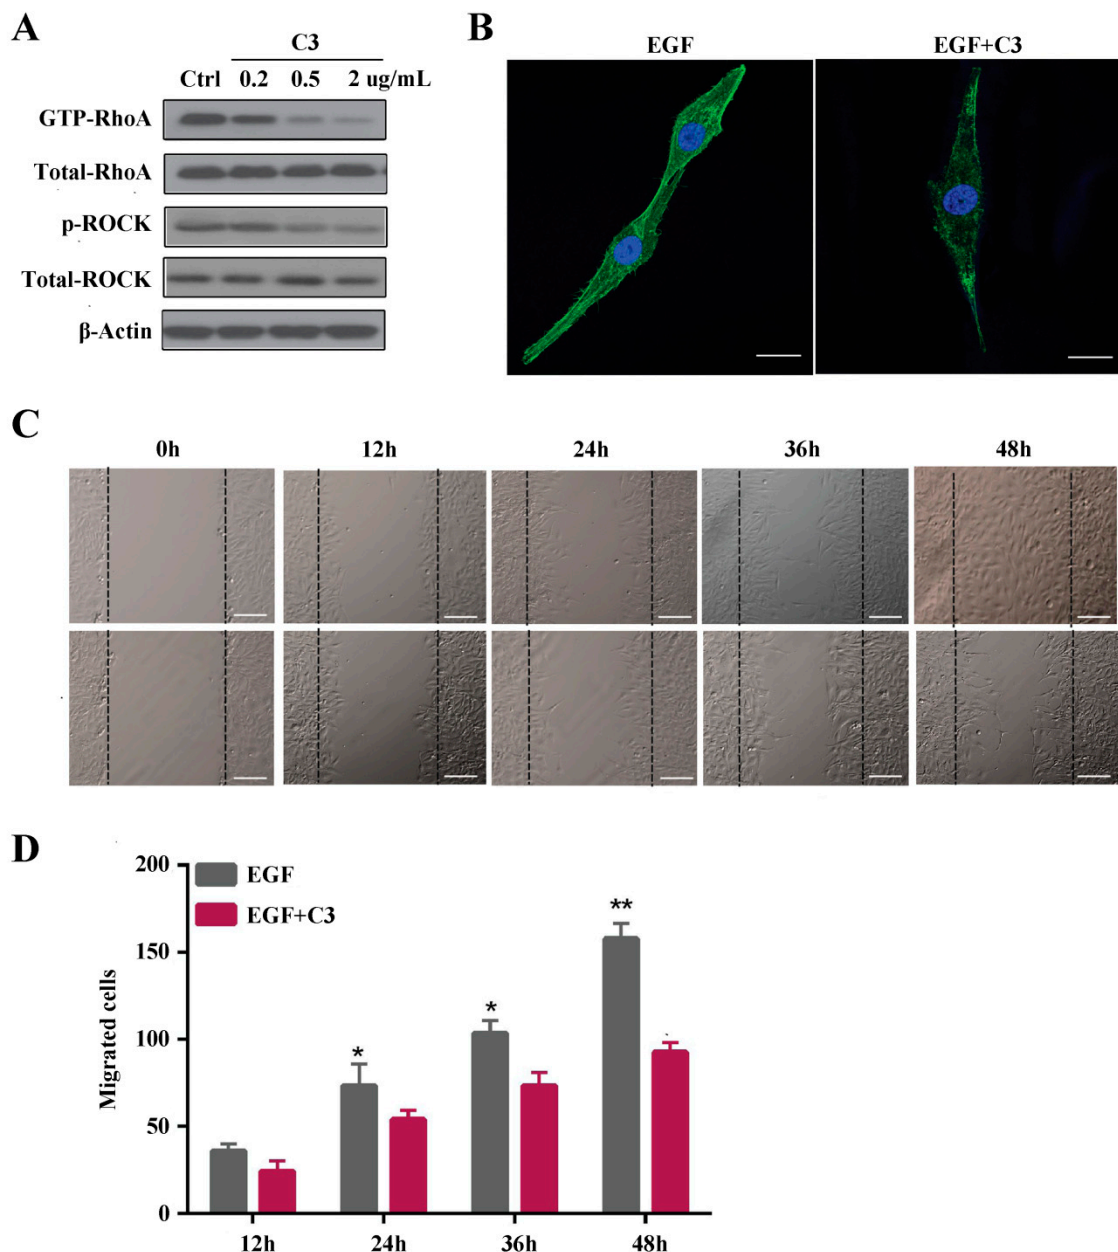 A
C3
Ctrl 0.2 0.5 2 ug/mL
GTP-RhoA
Total-RhoA
p-ROCK
Total-ROCK
β-Actin
B
EGF EGF+C3
C
0h 12h 24h 36h 48h
D
200
150
100
50
0
Migrated cells
EGF
EGF+C3
* * **
12h 24h 36h 48h